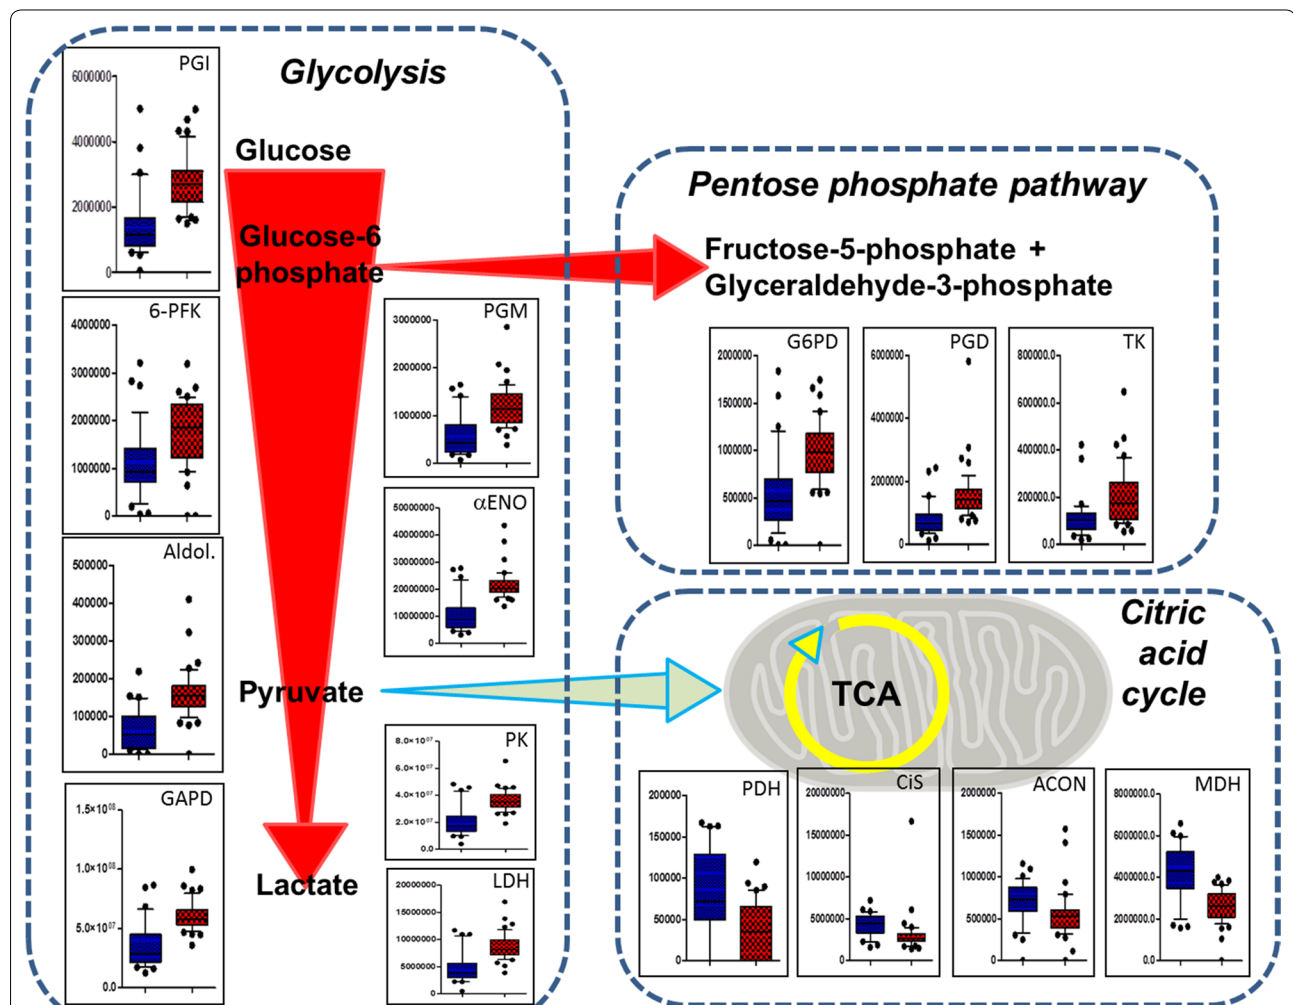 PGI
6000000
4000000
2000000
0
Glycolysis
Glucose
Glucose-6
phosphate
Pentose phosphate pathway
Fructose-5-phosphate +
Glyceraldehyde-3-phosphate
6-PFK
4000000
3000000
2000000
1000000
0
PGM
3000000
2000000
1000000
0
G6PD
2000000
1500000
1000000
500000
0
PGD
6000000
4000000
2000000
0
TK
800000.0
600000.0
400000.0
200000.0
0.0
αENO
50000000
40000000
30000000
20000000
10000000
0
Aldol.
500000
400000
300000
200000
100000
0
Pyruvate
TCA
Citric
acid
cycle
PK
8.0×10⁰⁷
6.0×10⁰⁷
4.0×10⁰⁷
2.0×10⁰⁷
0.0
GAPD
1.5×10⁰⁸
1.0×10⁰⁸
5.0×10⁰⁷
0.0
Lactate
LDH
20000000
15000000
10000000
5000000
0
PDH
200000
150000
100000
50000
0
CiS
2000000
1500000
1000000
500000
0
ACON
2000000
1500000
1000000
500000
0
MDH
8000000.0
6000000.0
4000000.0
2000000.0
0.0